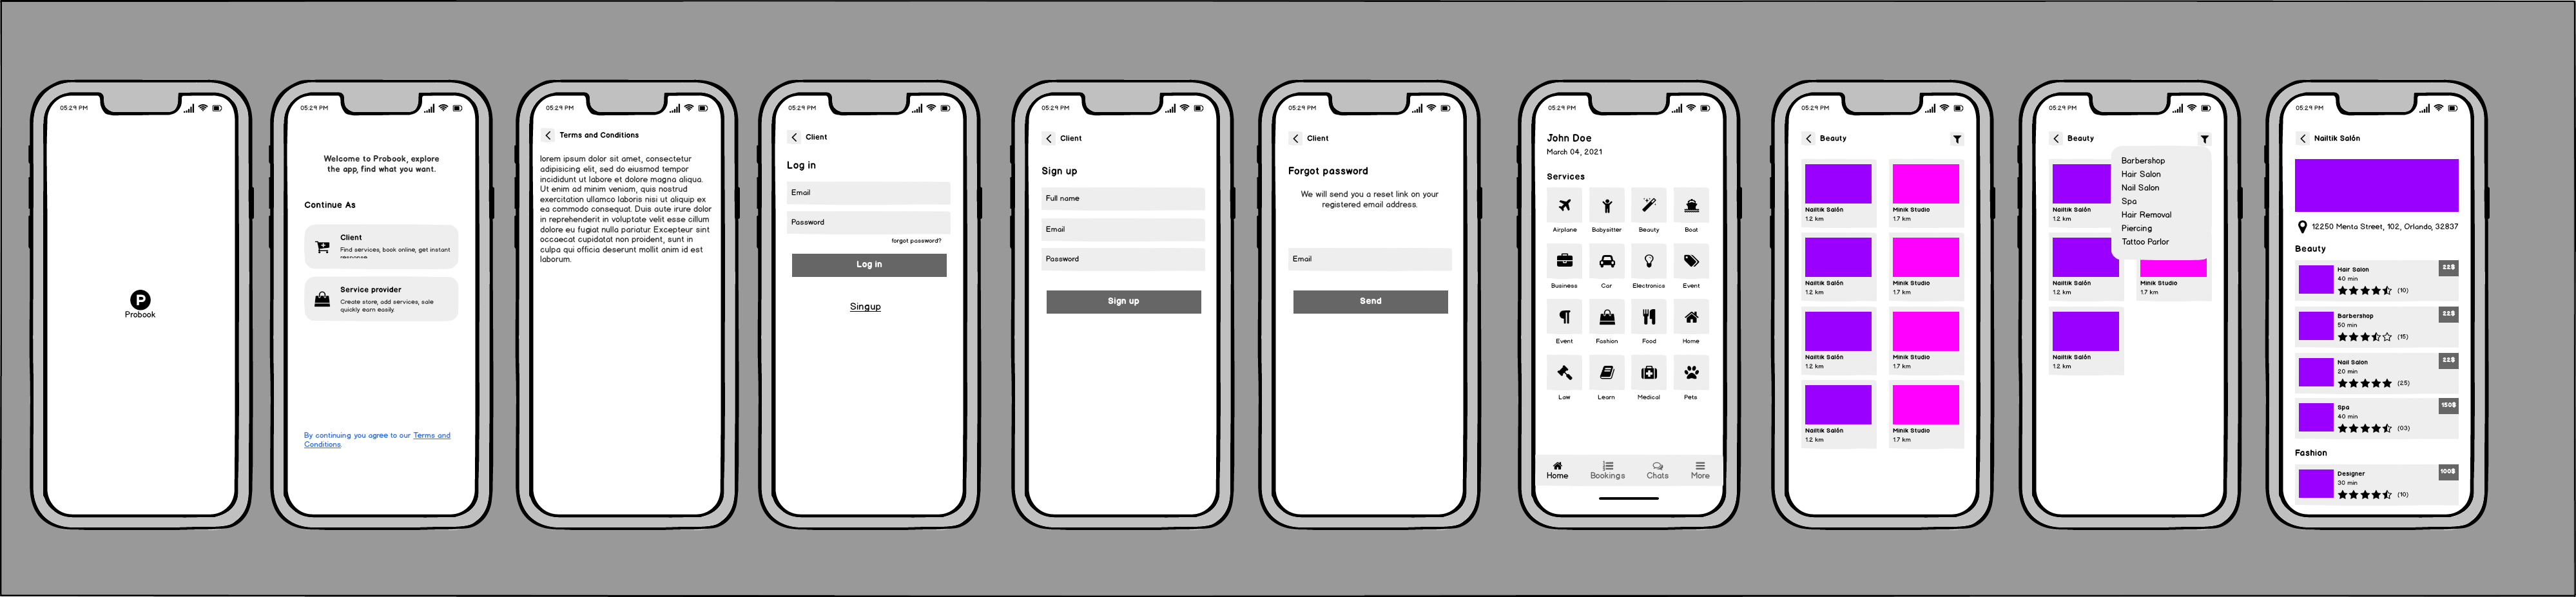 05:29 PM
Probook
05:29 PM
Welcome to Probook, explore
the app, find what you want.
Continue As
Client
Find services, book online, get instant
response.
Service provider
Create store, add services, sale
quickly earn easily.
By continuing you agree to our Terms and
Conditions.
05:29 PM
Terms and Conditions
lorem ipsum dolor sit amet, consectetur
adipisicing elit, sed do eiusmod tempor
incididunt ut labore et dolore magna aliqua.
Ut enim ad minim veniam, quis nostrud
exercitation ullamco laboris nisi ut aliquip ex
ea commodo consequat. Duis aute irure dolor
in reprehenderit in voluptate velit esse cillum
dolore eu fugiat nulla pariatur. Excepteur sint
occaecat cupidatat non proident, sunt in
culpa qui officia deserunt mollit anim id est
laborum.
05:29 PM
Client
Log in
Email
Password
forgot password?
Log in
Singup
05:29 PM
Client
Sign up
Full name
Email
Password
Sign up
05:29 PM
Client
Forgot password
We will send you a reset link on your
registered email address.
Email
Send
05:29 PM
John Doe
March 04, 2021
Services
Airplane Babysitter Beauty Boat
Business Car Electronics Event
Event Fashion Food Home
Law Learn Medical Pets
Home Bookings Chats More
05:29 PM
Beauty
Nailtik Salón Minik Studio
1.2 km 1.7 km
Nailtik Salón Minik Studio
1.2 km 1.7 km
Nailtik Salón Minik Studio
1.2 km 1.7 km
Nailtik Salón Minik Studio
1.2 km 1.7 km
05:29 PM
Beauty
Barbershop
Hair Salon
Nail Salon
Spa
Hair Removal
Piercing
Tattoo Parlor
Nailtik Salón
1.2 km
Nailtik Salón Minik Studio
1.2 km 1.7 km
Nailtik Salón
1.2 km
05:29 PM
Nailtik Salón
12250 Menta Street, 102, Orlando, 32837
Beauty
Hair Salon 22$
40 min
(10)
Barbershop 22$
50 min
(15)
Nail Salon 22$
20 min
(25)
Spa 150$
40 min
(03)
Fashion
Designer 100$
30 min
(10)